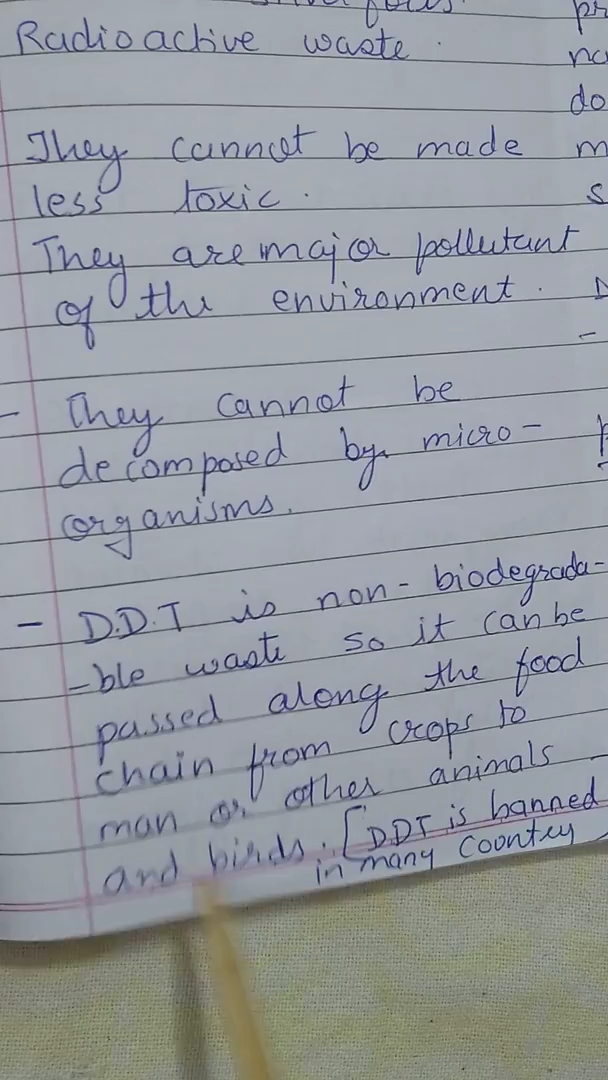 Radioactive waste.
They cannot be made
less toxic.
They are major pollutant
of the environment.
- They cannot be
decomposed by micro-
organisms.
- D.D.T is non-biodegrada-
-ble waste so it can be
passed along the food
chain from crops to
man or other animals
and birds. [DDT is banned
in many country